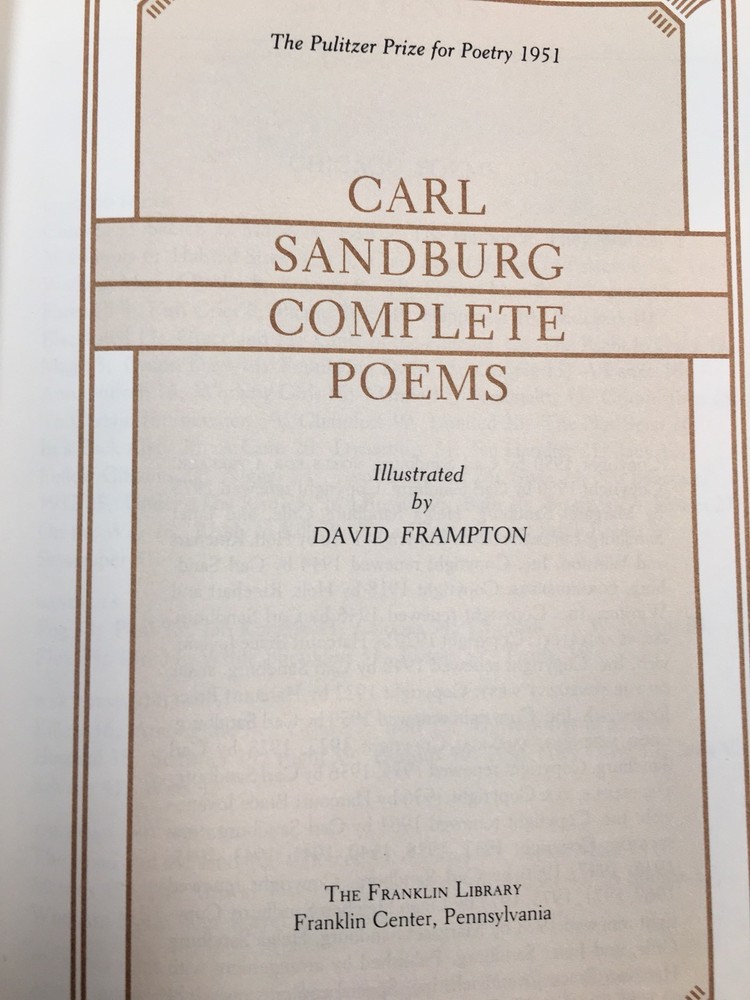 The Pulitzer Prize for Poetry 1951
CARL
SANDBURG
COMPLETE
POEMS
Illustrated
by
DAVID FRAMPTON
THE FRANKLIN LIBRARY
Franklin Center, Pennsylvania